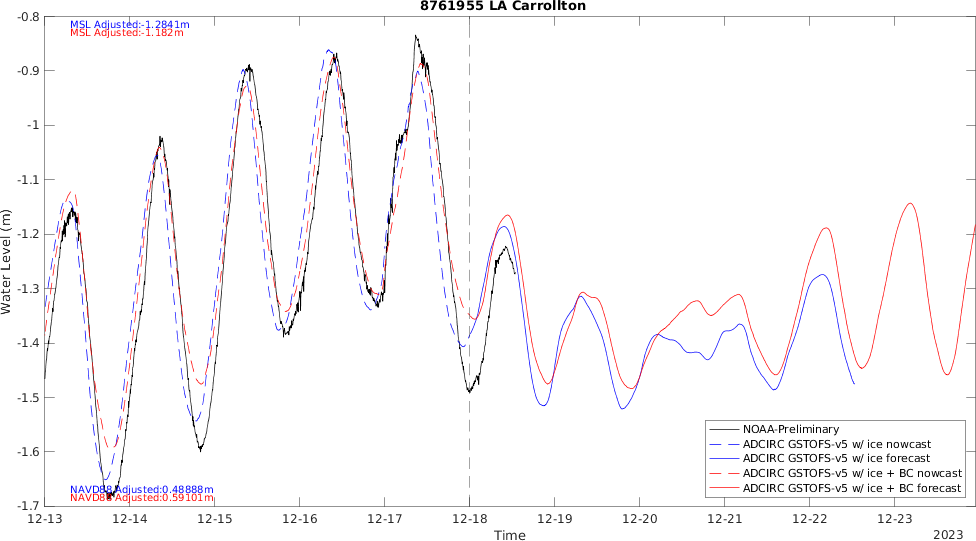 8761955 LA Carrollton
-0.8
MSL Adjusted:-1.2841m
MSL Adjusted:-1.182m
-0.9
-1
-1.1
-1.2
Water Level (m)
-1.3
-1.4
-1.5
-1.6
-1.7
NAVD88 Adjusted:0.48888m
NAVD88 Adjusted:0.59101m
NOAA-Preliminary
ADCIRC GSTOFS-v5 w/ ice nowcast
ADCIRC GSTOFS-v5 w/ ice forecast
ADCIRC GSTOFS-v5 w/ ice + BC nowcast
ADCIRC GSTOFS-v5 w/ ice + BC forecast
12-13 12-14 12-15 12-16 12-17 12-18 12-19 12-20 12-21 12-22 12-23
Time
2023